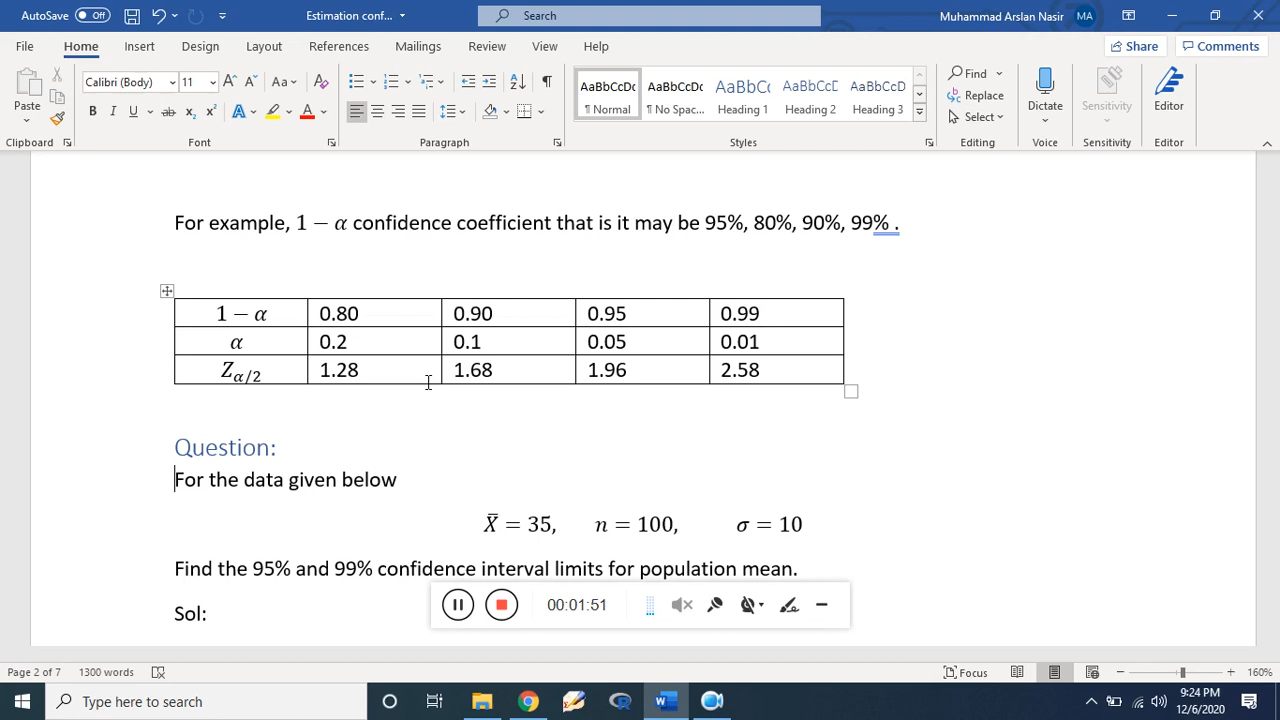 AutoSave Off Estimation conf... Search Muhammad Arslan Nasir MA
File Home Insert Design Layout References Mailings Review View Help Share Comments
Paste Calibri (Body) 11 Aa AaBbCcDc AaBbCcDc AaBbCc AaBbCcD AaBbCcD Find Dictate Sensitivity Editor
¶ Normal ¶ No Spac... Heading 1 Heading 2 Heading 3 Replace
B I U ab x₂ x² A A Select
Clipboard Font Paragraph Styles Editing Voice Sensitivity Editor
For example, 1 − α confidence coefficient that is it may be 95%, 80%, 90%, 99% .
1 − α 0.80 0.90 0.95 0.99
α 0.2 0.1 0.05 0.01
Zα/2 1.28 1.68 1.96 2.58
Question:
For the data given below
X̄ = 35, n = 100, σ = 10
Find the 95% and 99% confidence interval limits for population mean.
Sol:
00:01:51
Page 2 of 7 1300 words Focus 160%
Type here to search 9:24 PM
12/6/2020